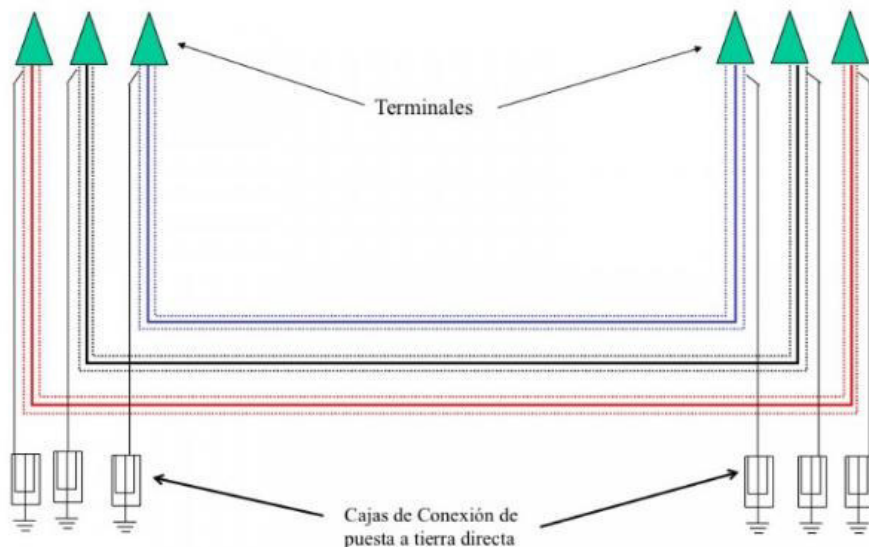 Terminales
Cajas de Conexión de
puesta a tierra directa